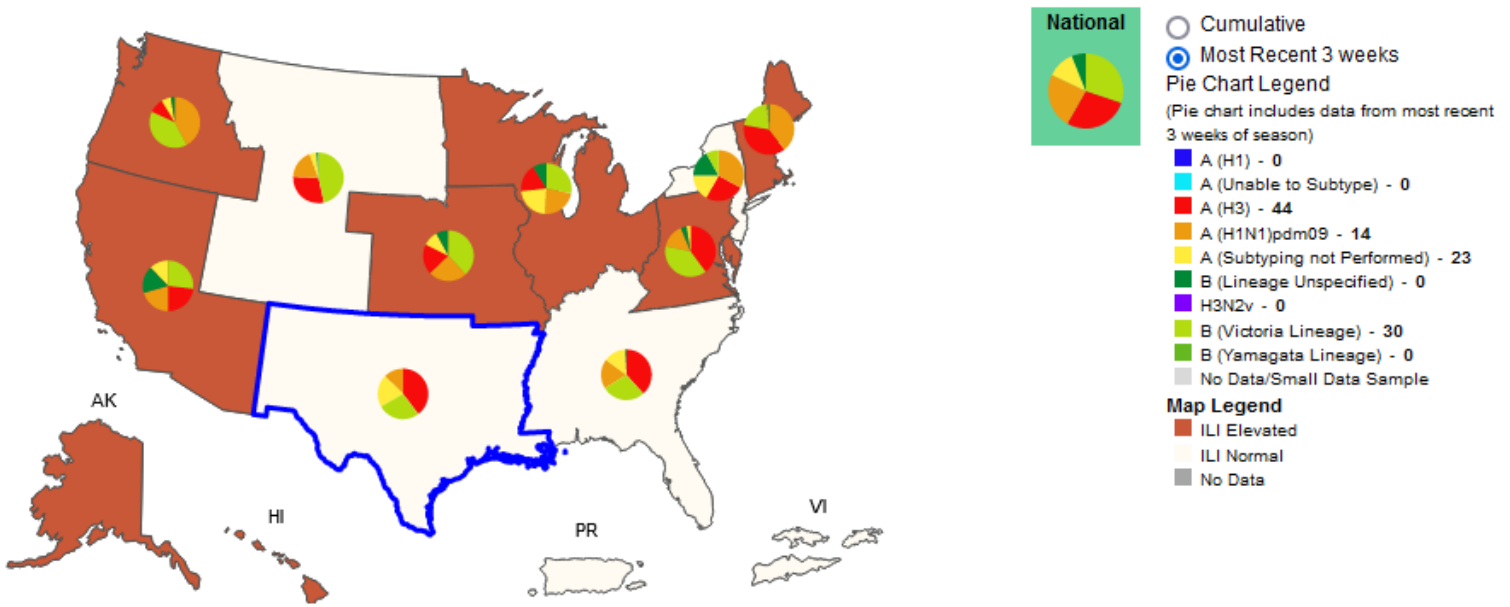 National
Cumulative
Most Recent 3 weeks
Pie Chart Legend
(Pie chart includes data from most recent
3 weeks of season)
A (H1) - 0
A (Unable to Subtype) - 0
A (H3) - 44
A (H1N1)pdm09 - 14
A (Subtyping not Performed) - 23
B (Lineage Unspecified) - 0
H3N2v - 0
B (Victoria Lineage) - 30
B (Yamagata Lineage) - 0
No Data/Small Data Sample
Map Legend
ILI Elevated
ILI Normal
No Data
AK
HI
PR
VI